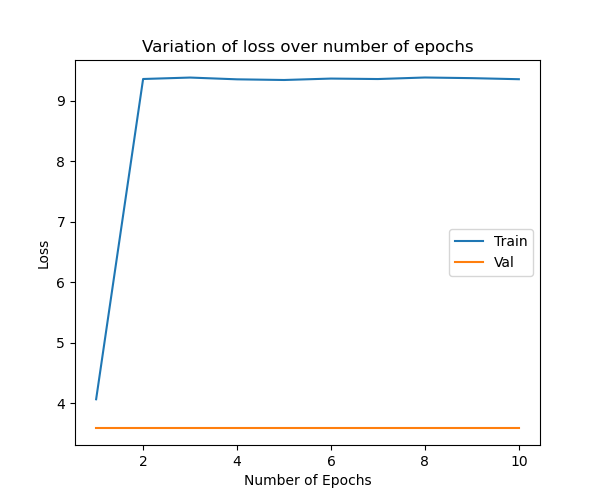 Variation of loss over number of epochs
9
8
7
6
5
4
Loss
Train
Val
2 4 6 8 10
Number of Epochs